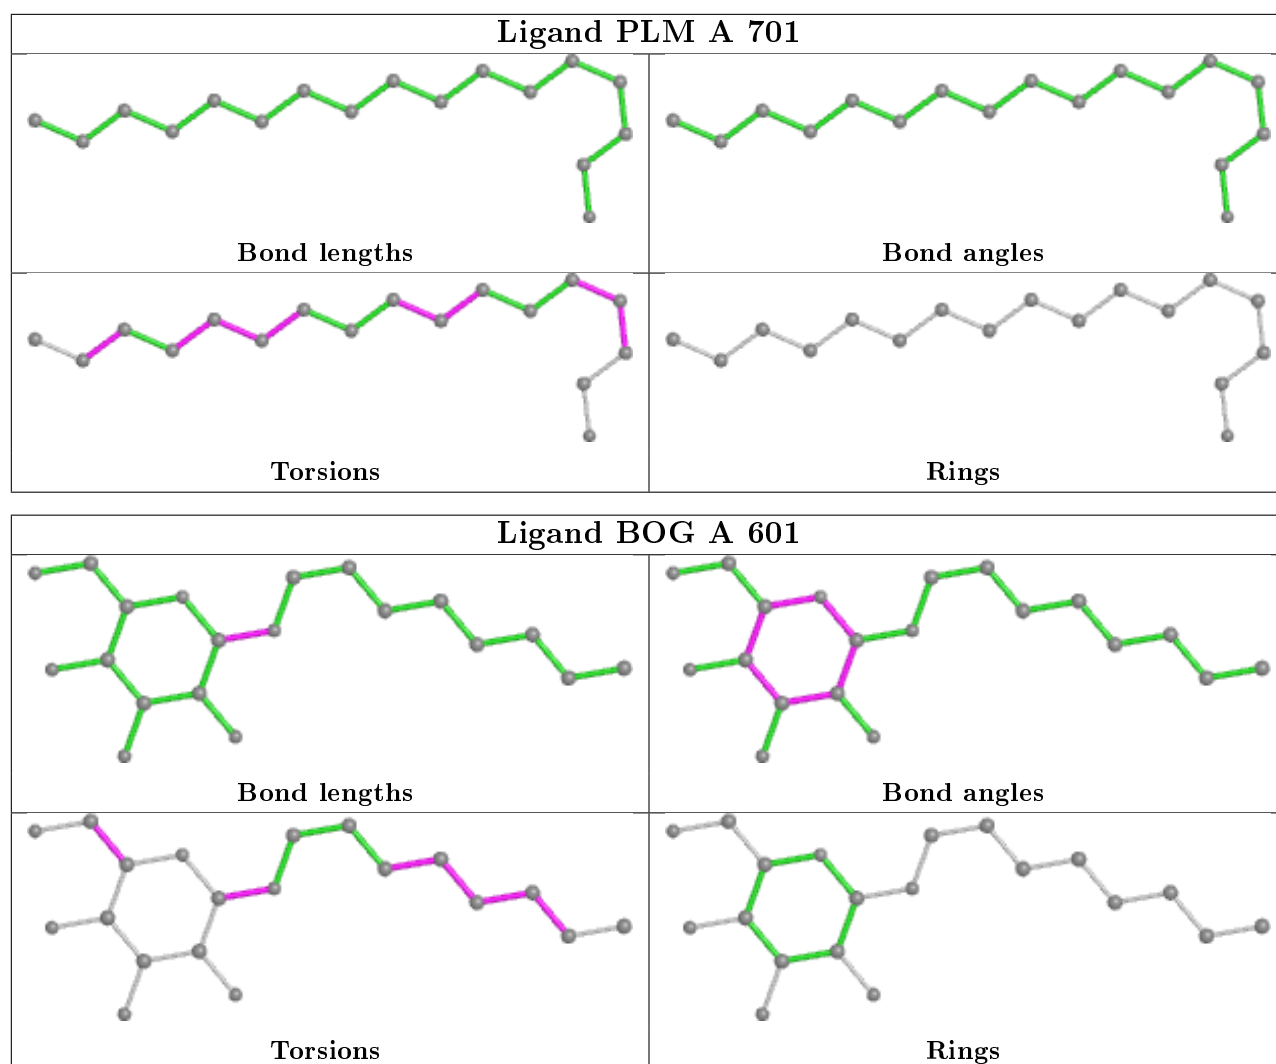 Ligand PLM A 701
Bond lengths
Bond angles
Torsions
Rings
Ligand BOG A 601
Bond lengths
Bond angles
Torsions
Rings